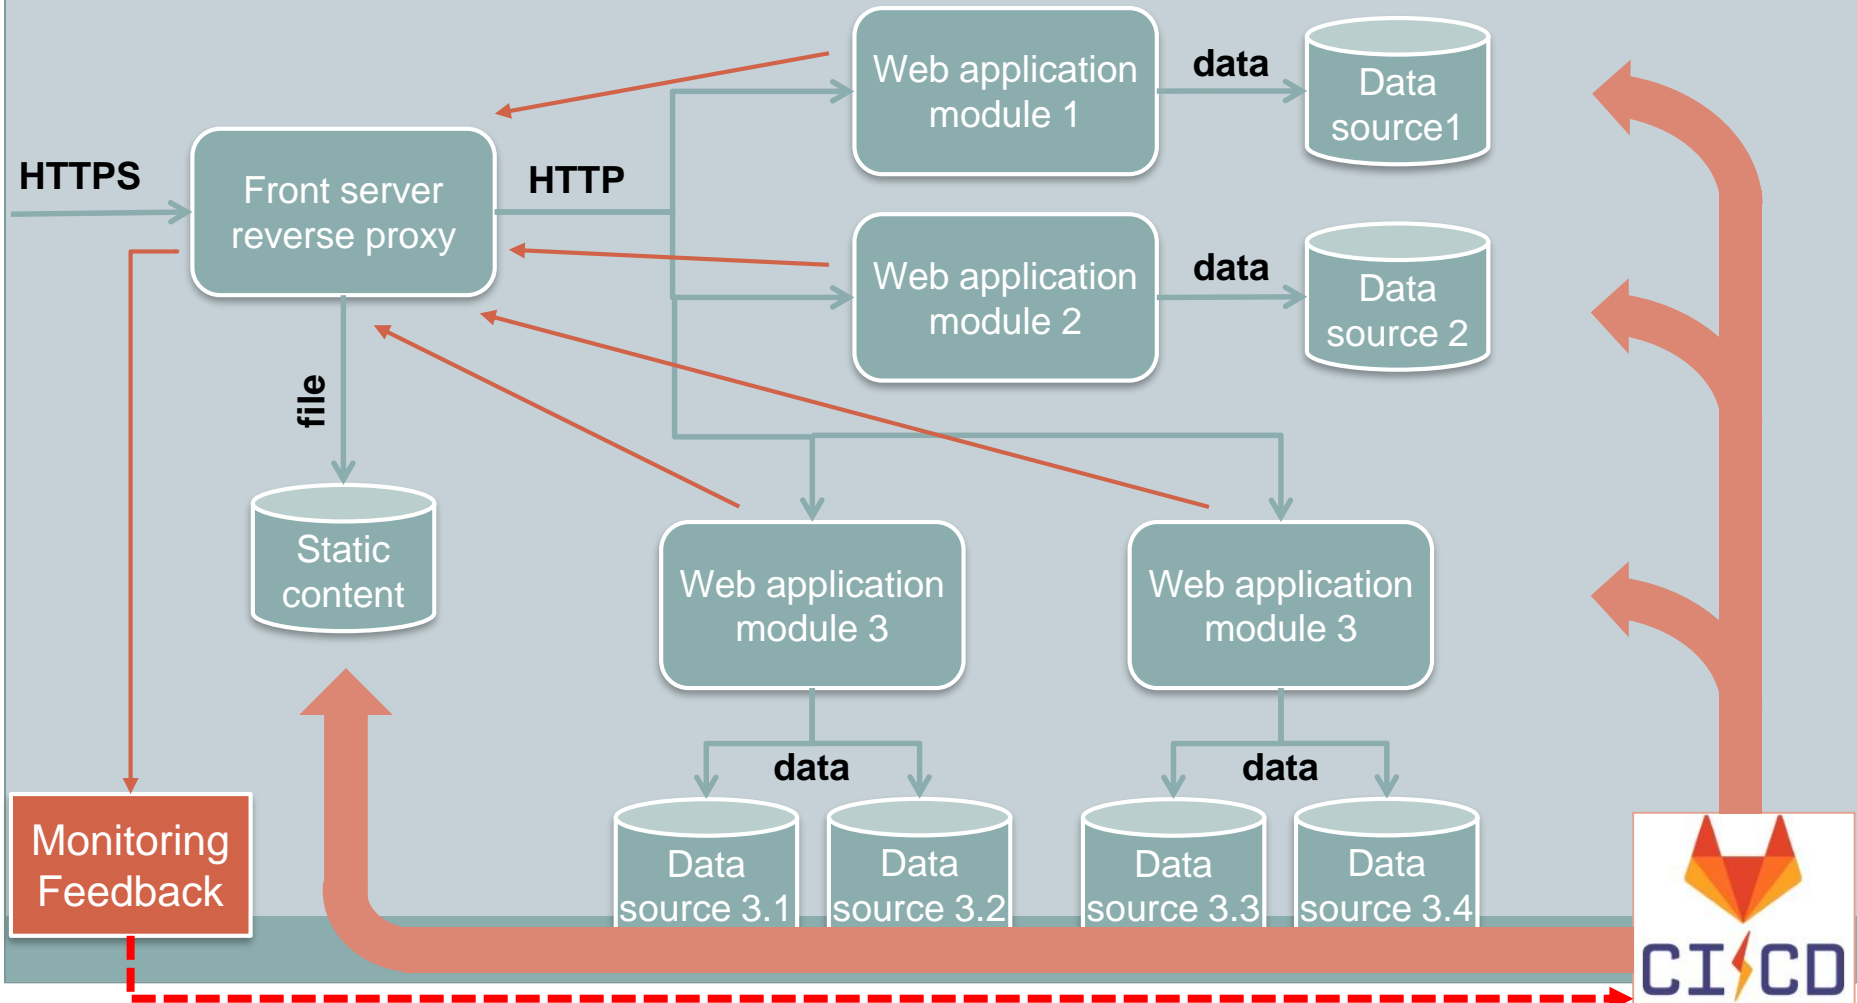 Web application
module 1
data
Data
source1
HTTPS
Front server
reverse proxy
HTTP
Web application
module 2
data
Data
source 2
file
Static
content
Web application
module 3
Web application
module 3
data
data
Monitoring
Feedback
Data
source 3.1
Data
source 3.2
Data
source 3.3
Data
source 3.4
CI CD